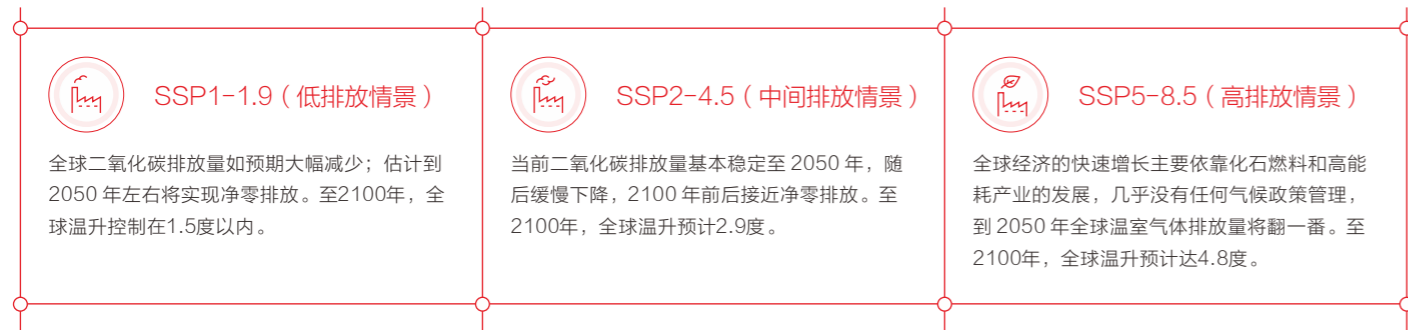 SSP1-1.9（低排放情景）
全球二氧化碳排放量如预期大幅减少；估计到
2050 年左右将实现净零排放。至2100年，全
球温升控制在1.5度以内。
SSP2-4.5（中间排放情景）
当前二氧化碳排放量基本稳定至 2050 年，随
后缓慢下降，2100 年前后接近净零排放。至
2100年，全球温升预计2.9度。
SSP5-8.5（高排放情景）
全球经济的快速增长主要依靠化石燃料和高能
耗产业的发展，几乎没有任何气候政策管理，
到 2050 年全球温室气体排放量将翻一番。至
2100年，全球温升预计达4.8度。